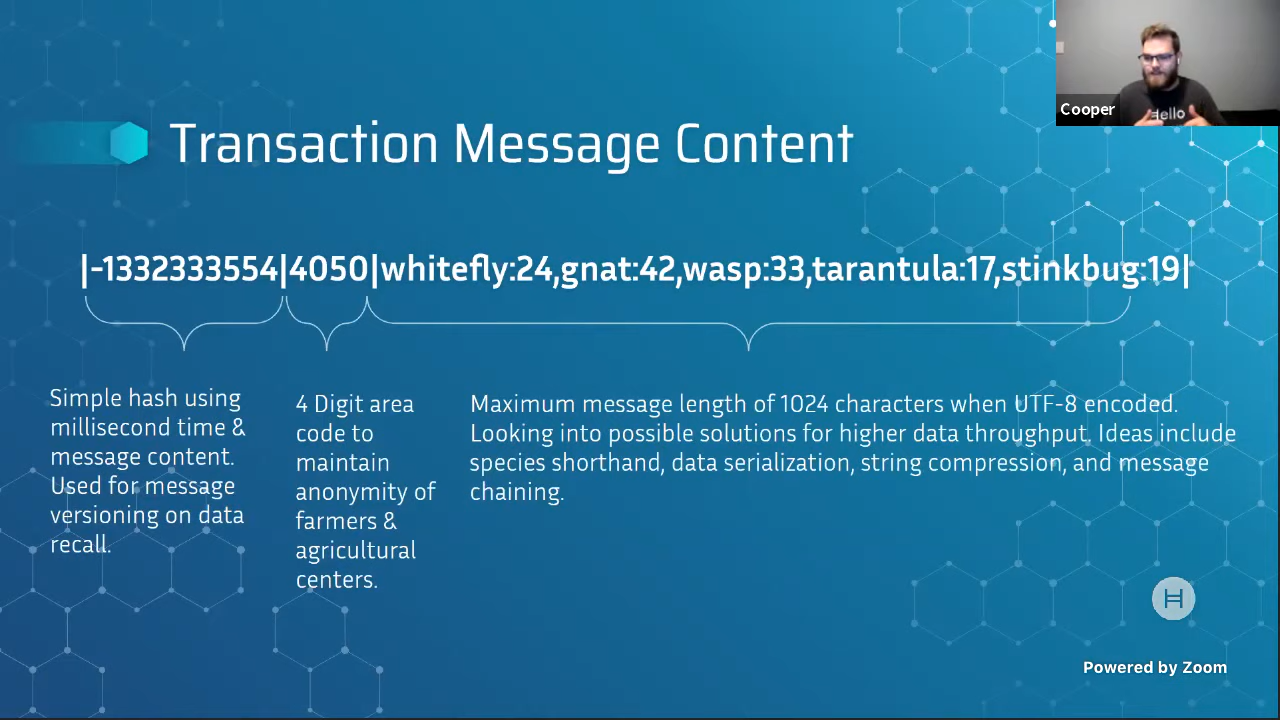 Cooper
Hello
Transaction Message Content
|-1332333554|4050|whitefly:24,gnat:42,wasp:33,tarantula:17,stinkbug:19|
Simple hash using
millisecond time &
message content.
Used for message
versioning on data
recall.
4 Digit area
code to
maintain
anonymity of
farmers &
agricultural
centers.
Maximum message length of 1024 characters when UTF-8 encoded.
Looking into possible solutions for higher data throughput. Ideas include
species shorthand, data serialization, string compression, and message
chaining.
Powered by Zoom